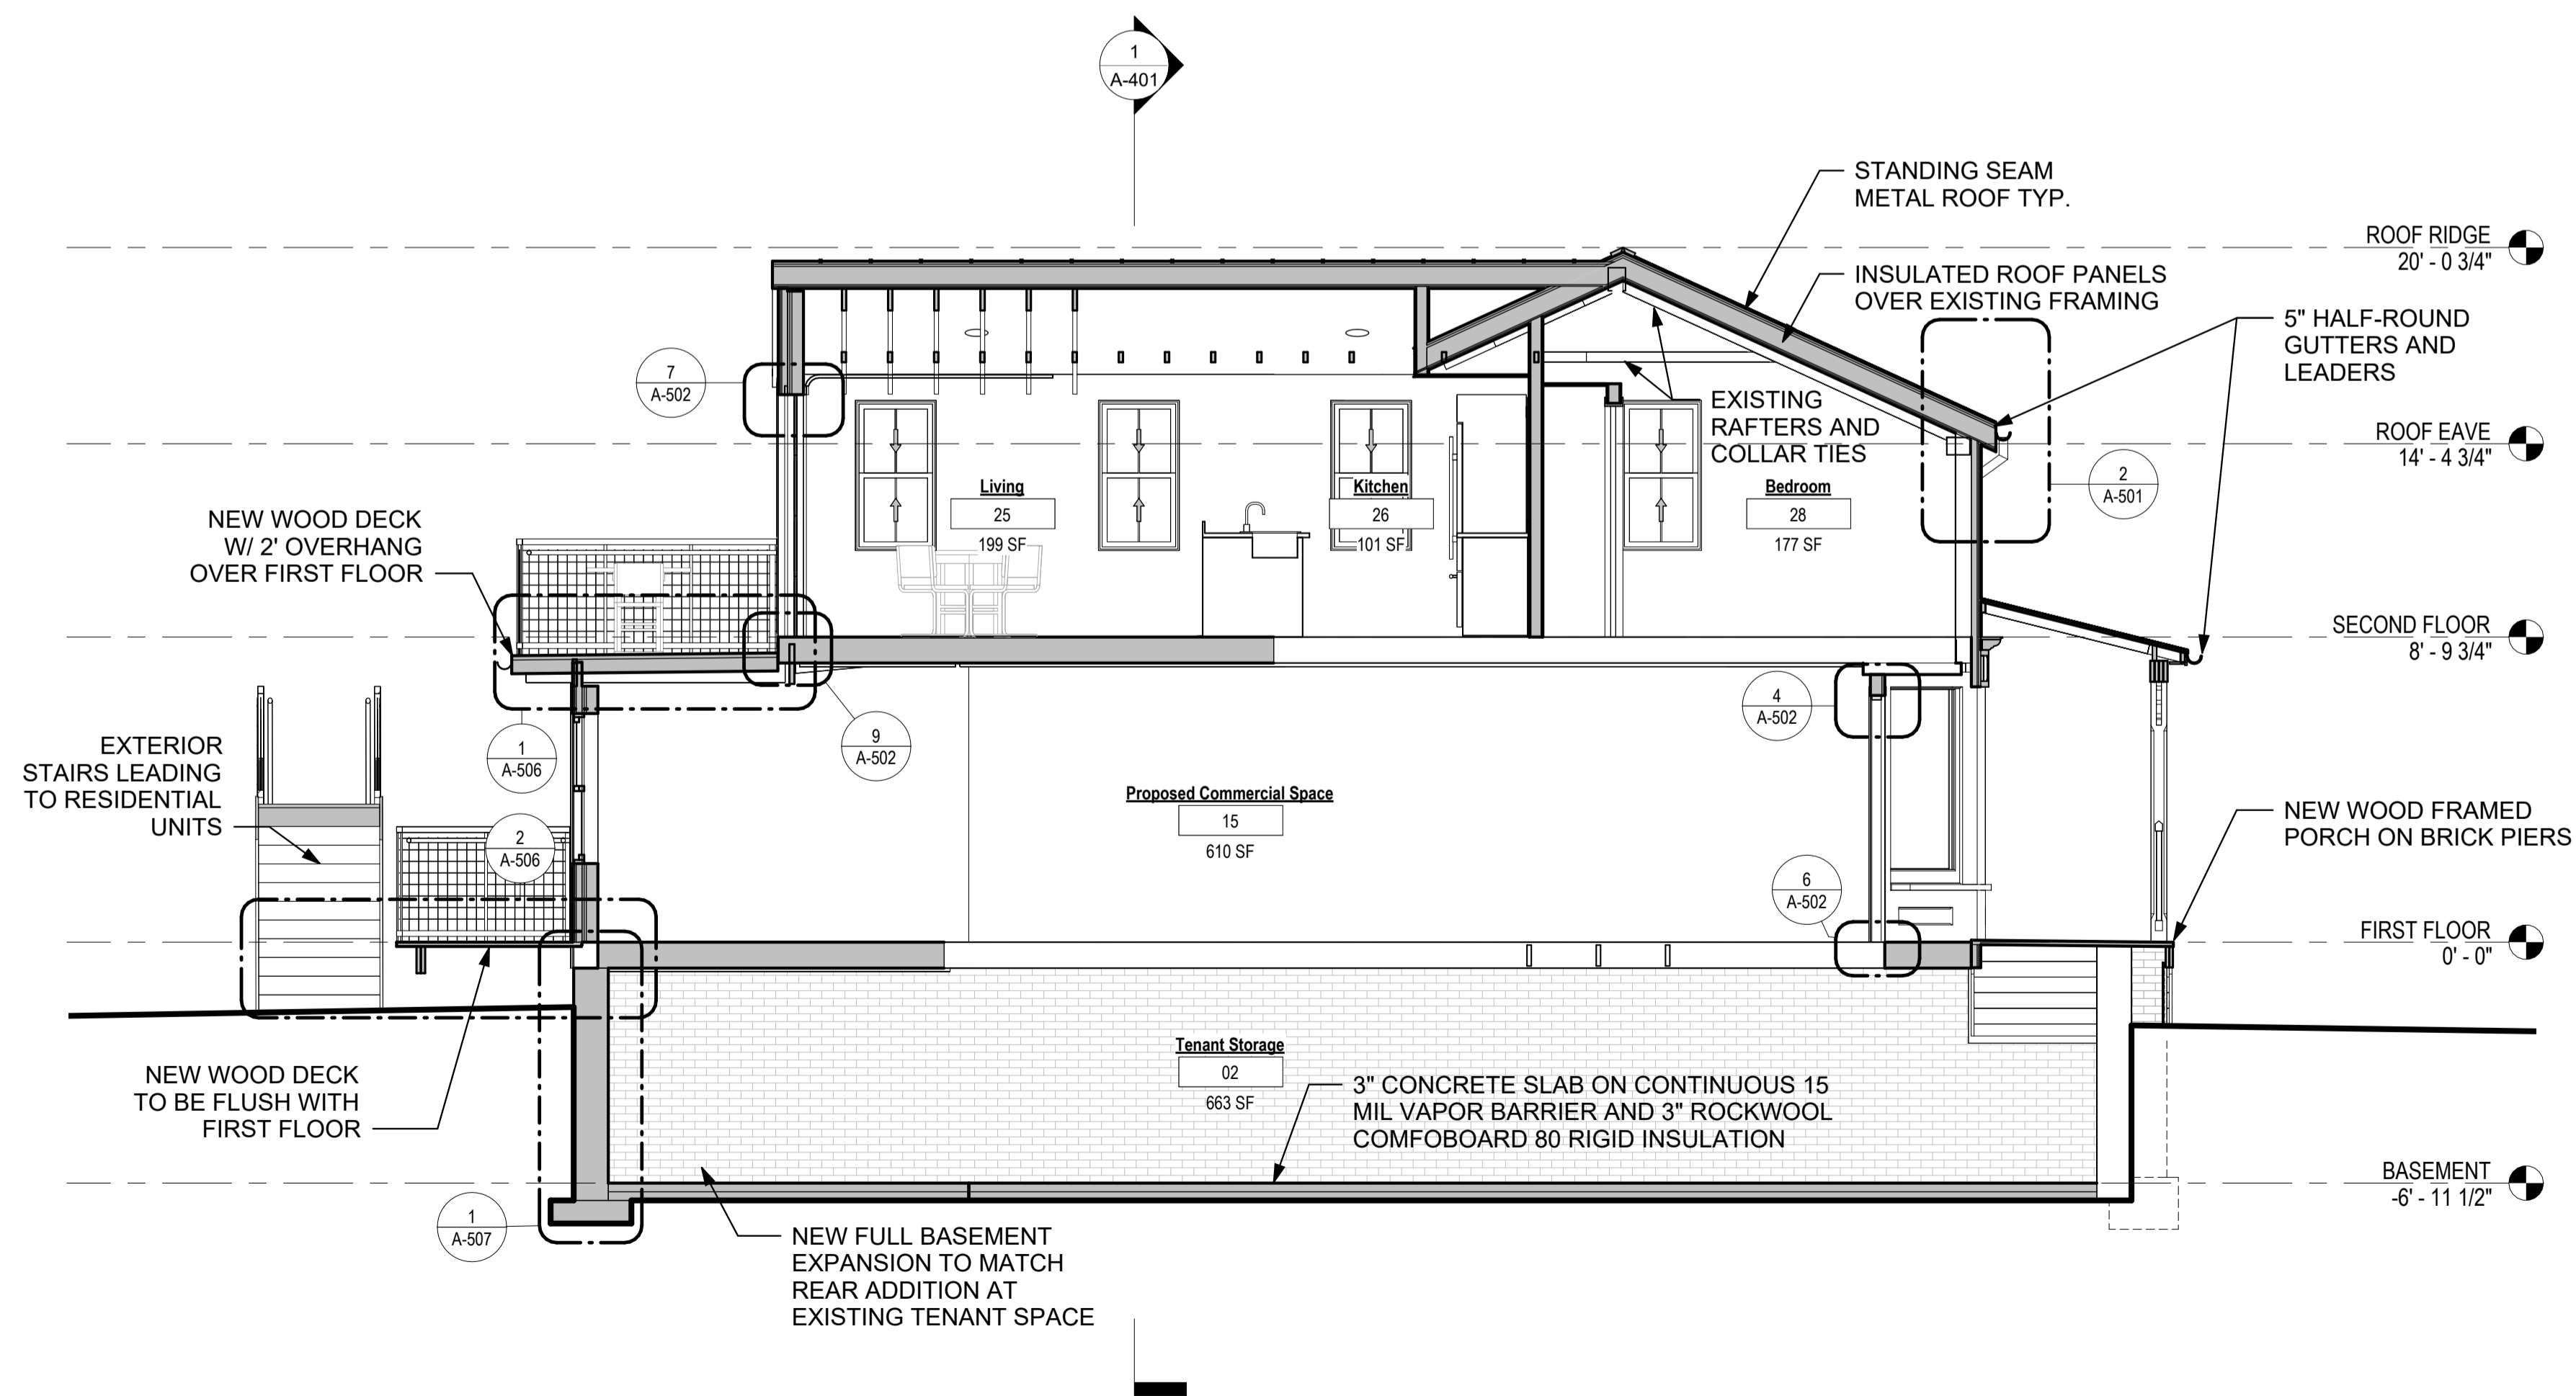 1
A-401
STANDING SEAM
METAL ROOF TYP.
ROOF RIDGE
20' - 0 3/4"
INSULATED ROOF PANELS
OVER EXISTING FRAMING
5" HALF-ROUND
GUTTERS AND
LEADERS
7
A-502
EXISTING
RAFTERS AND
COLLAR TIES
ROOF EAVE
14' - 4 3/4"
2
A-501
Living
25
199 SF
Kitchen
26
101 SF
Bedroom
28
177 SF
NEW WOOD DECK
W/ 2' OVERHANG
OVER FIRST FLOOR
SECOND FLOOR
8' - 9 3/4"
4
A-502
1
A-506
9
A-502
EXTERIOR
STAIRS LEADING
TO RESIDENTIAL
UNITS
2
A-506
Proposed Commercial Space
15
610 SF
NEW WOOD FRAMED
PORCH ON BRICK PIERS
6
A-502
FIRST FLOOR
0' - 0"
Tenant Storage
02
663 SF
NEW WOOD DECK
TO BE FLUSH WITH
FIRST FLOOR
3" CONCRETE SLAB ON CONTINUOUS 15
MIL VAPOR BARRIER AND 3" ROCKWOOL
COMFOBOARD 80 RIGID INSULATION
BASEMENT
-6' - 11 1/2"
1
A-507
NEW FULL BASEMENT
EXPANSION TO MATCH
REAR ADDITION AT
EXISTING TENANT SPACE